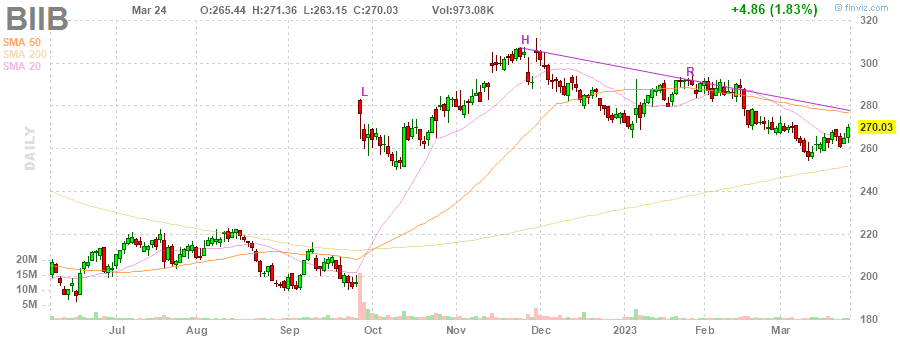 BIIB Mar 24 O:265.44 H:271.36 L:263.15 C:270.03 Vol:973.08K +4.86 (1.83%) finviz.com
SMA 50
SMA 200
SMA 20
DAILY
L
H
R
320
300
280
270.03
260
240
220
200
180
20M
15M
10M
5M
Jul Aug Sep Oct Nov Dec 2023 Feb Mar